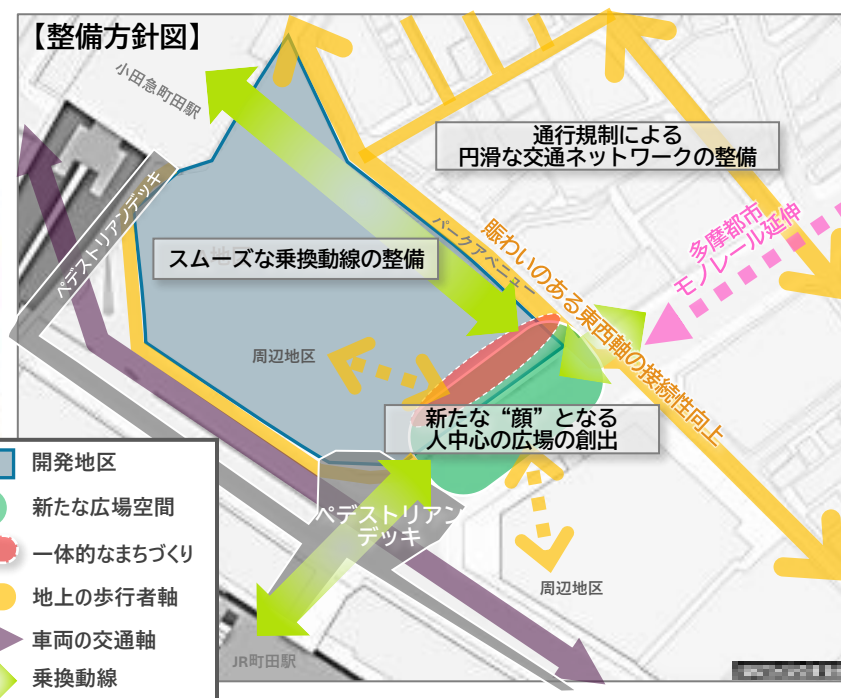 【整備方針図】
小田急町田駅
通行規制による
円滑な交通ネットワークの整備
ペデストリアンデッキ
パークアベニュー
賑わいのある東西軸の接続性向上
多摩都市
モノレール延伸
スムーズな乗換動線の整備
周辺地区
新たな“顔”となる
人中心の広場の創出
開発地区
新たな広場空間
一体的なまちづくり
地上の歩行者軸
車両の交通軸
乗換動線
ペデストリアン
デッキ
周辺地区
JR町田駅